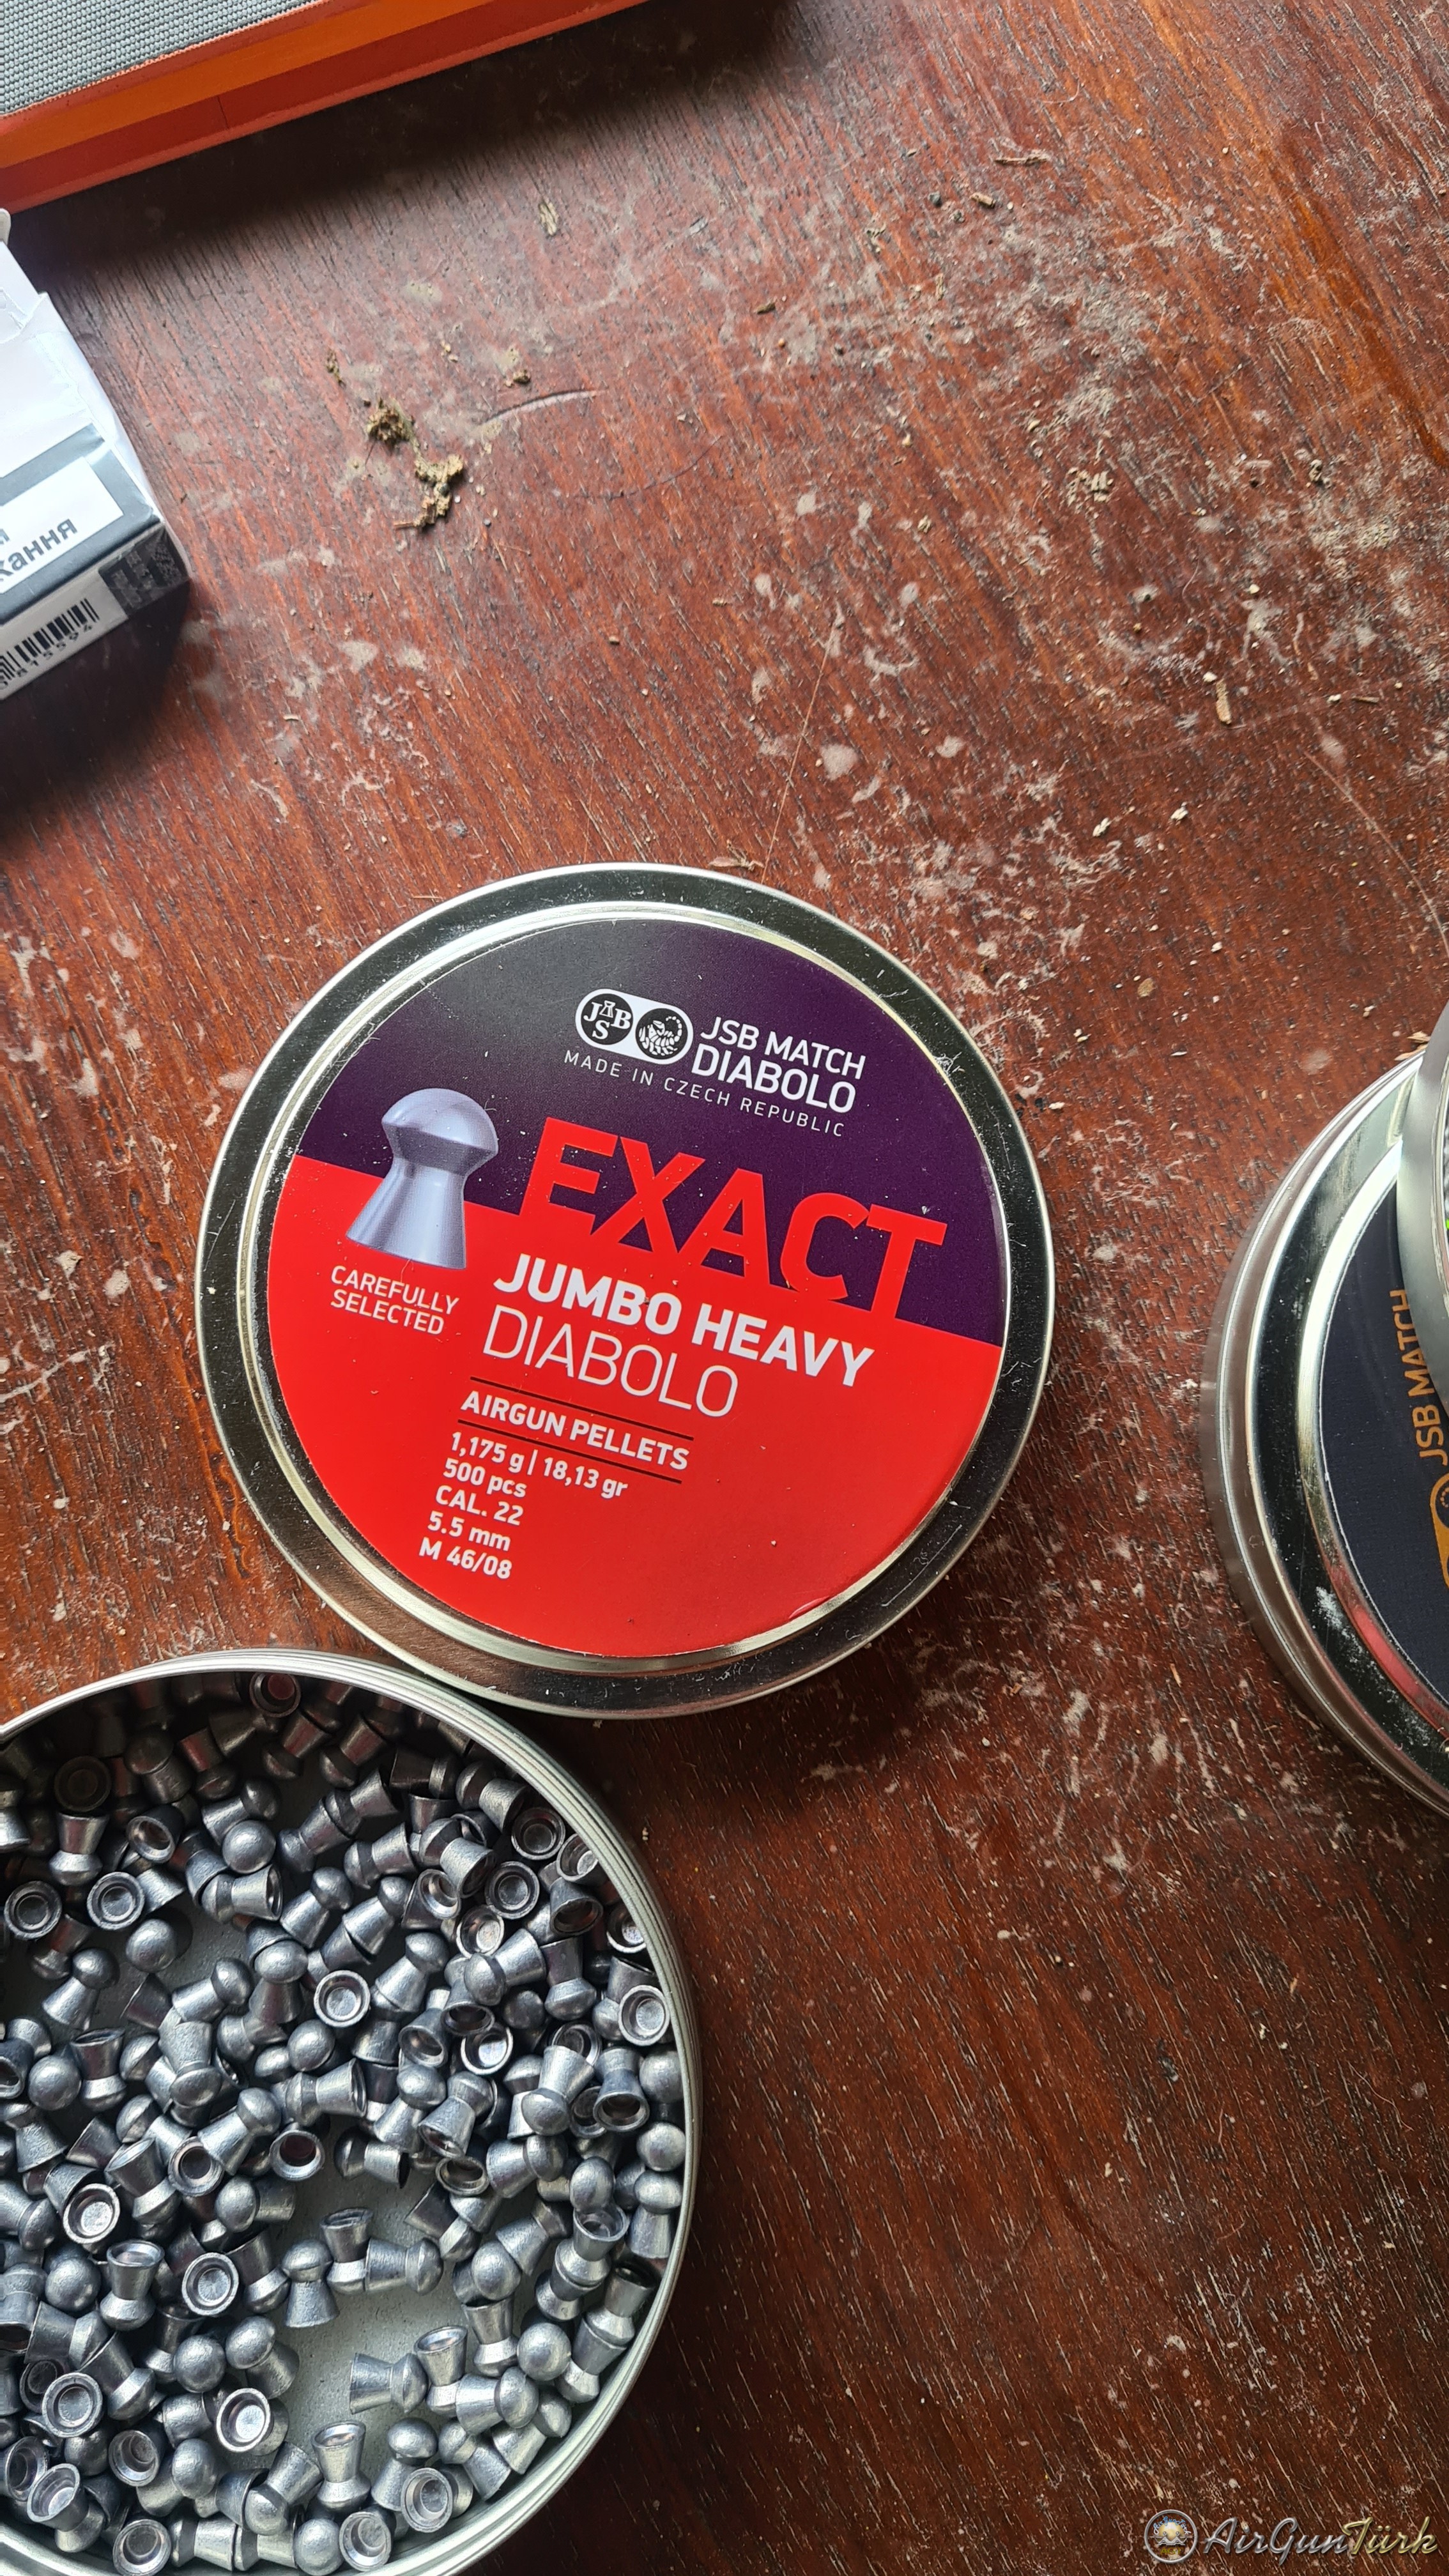 кання
JSB
JSB MATCH
DIABOLO
MADE IN CZECH REPUBLIC
EXACT
JUMBO HEAVY
DIABOLO
CAREFULLY
SELECTED
AIRGUN PELLETS
1,175 g | 18,13 gr
500 pcs
CAL. 22
5.5 mm
M 46/08
JSB MATCH
AirGunTürk